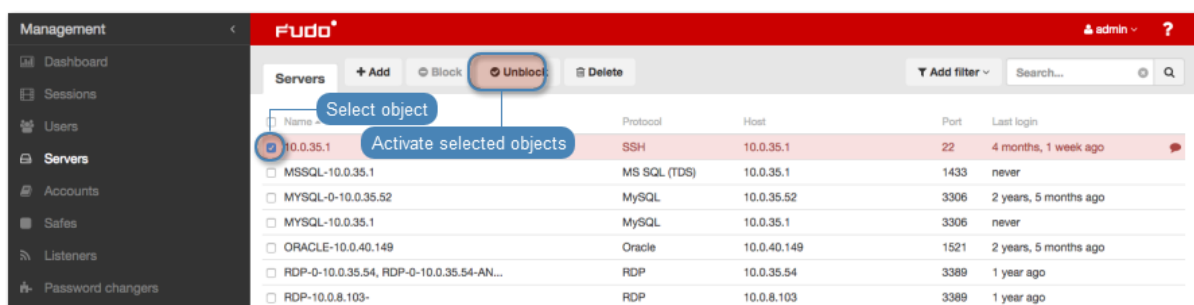 Management Fudo admin ?
Dashboard
Servers + Add Block Unblock Delete Add filter Search...
Sessions
Select object
Users
Name Protocol Host Port Last login
Activate selected objects
Servers
10.0.35.1 SSH 10.0.35.1 22 4 months, 1 week ago
MSSQL-10.0.35.1 MS SQL (TDS) 10.0.35.1 1433 never
Accounts
MYSQL-0-10.0.35.52 MySQL 10.0.35.52 3306 2 years, 5 months ago
Safes
MYSQL-10.0.35.1 MySQL 10.0.35.1 3306 never
ORACLE-10.0.40.149 Oracle 10.0.40.149 1521 2 years, 5 months ago
Listeners
RDP-0-10.0.35.54, RDP-0-10.0.35.54-AN... RDP 10.0.35.54 3389 1 year ago
Password changers
RDP-10.0.8.103- RDP 10.0.8.103 3389 1 year ago